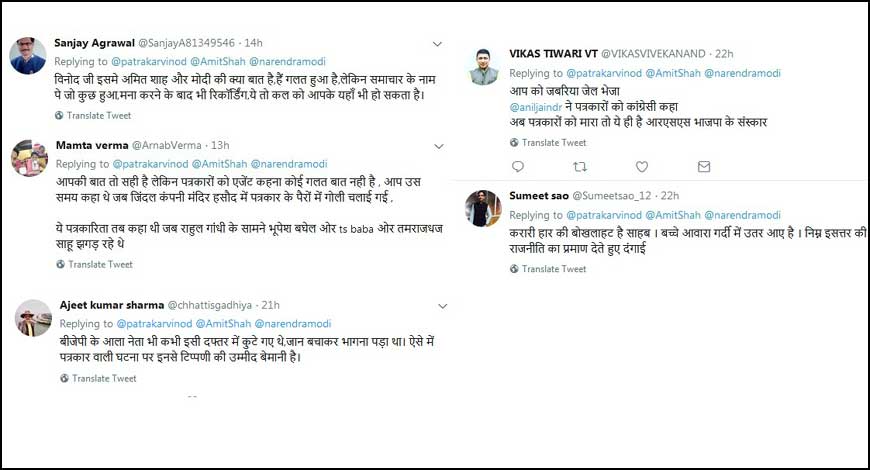 Sanjay Agrawal @SanjayA81349546 · 14h
Replying to @patrakarvinod @AmitShah @narendramodi
विनोद जी इसमे अमित शाह और मोदी की क्या बात है,हैं गलत हुआ है,लेकिन समाचार के नाम
पे जो कुछ हुआ,मना करने के बाद भी रिकॉर्डिंग,ये तो कल को आपके यहाँ भी हो सकता है।
Translate Tweet
Mamta verma @ArnabVerma · 13h
Replying to @patrakarvinod @AmitShah @narendramodi
आपकी बात तो सही है लेकिन पत्रकारों को एजेंट कहना कोई गलत बात नही है , आप उस
समय कहा थे जब जिंदल कंपनी मंदिर हसौद में पत्रकार के पैरों में गोली चलाई गई ,
ये पत्रकारिता तब कहा थी जब राहुल गांधी के सामने भूपेश बघेल ओर ts baba ओर तमराजधज
साहू झगड़ रहे थे
Translate Tweet
Ajeet kumar sharma @chhattisgadhiya · 21h
Replying to @patrakarvinod @AmitShah @narendramodi
बीजेपी के आला नेता भी कभी इसी दफ्तर में कुटे गए थे,जान बचाकर भागना पड़ा था। ऐसे में
पत्रकार वाली घटना पर इनसे टिप्पणी की उम्मीद बेमानी है।
Translate Tweet
VIKAS TIWARI VT @VIKASVIVEKANAND · 22h
Replying to @patrakarvinod @AmitShah @narendramodi
आप को जबरिया जेल भेजा
@aniljaindr ने पत्रकारों को कांग्रेसी कहा
अब पत्रकारों को मारा तो ये ही है आरएसएस भाजपा के संस्कार
Translate Tweet
Sumeet sao @Sumeetsao_12 · 22h
Replying to @patrakarvinod @AmitShah @narendramodi
करारी हार की बोखलाहट है साहब । बच्चे आवारा गर्दी में उतर आए है । निम्न इसत्तर की
राजनीति का प्रमाण देते हुए दंगाई
Translate Tweet